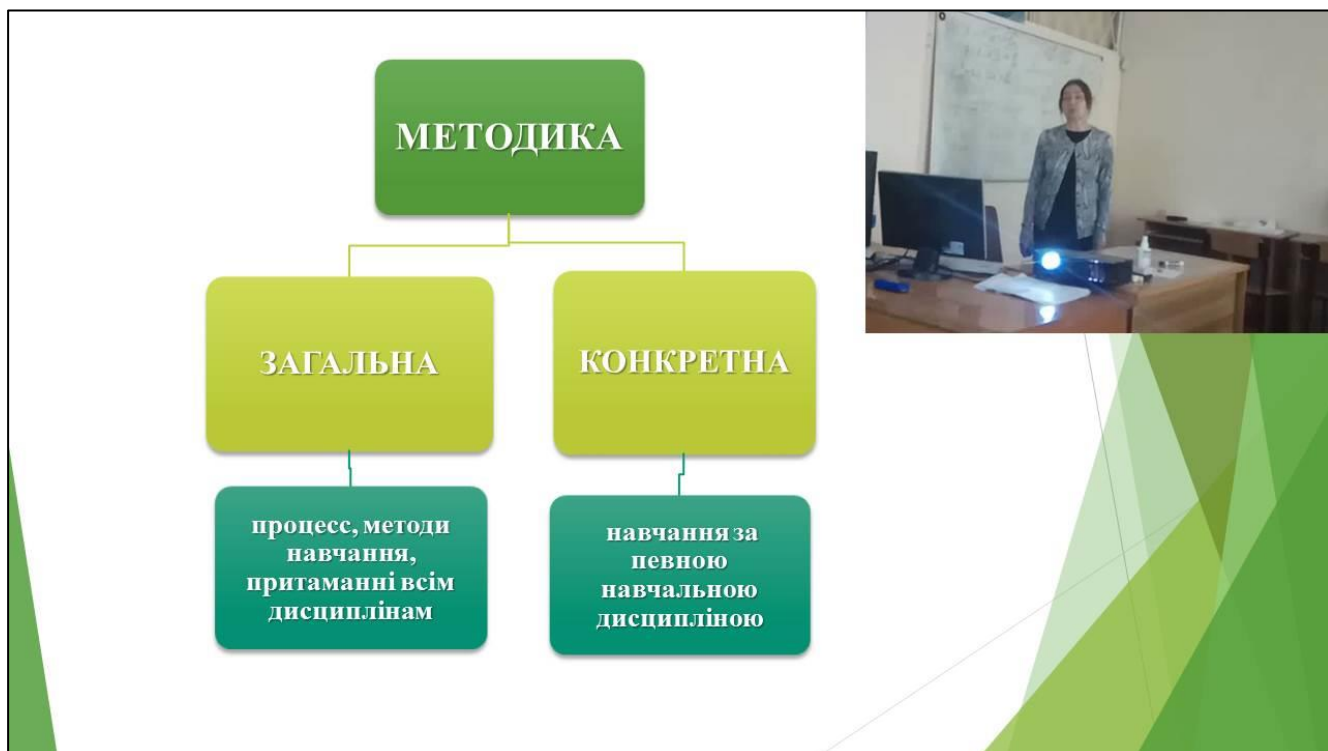 МЕТОДИКА
ЗАГАЛЬНА
КОНКРЕТНА
процесс, методи
навчання,
притаманні всім
дисциплінам
навчання за
певною
навчальною
дисципліною